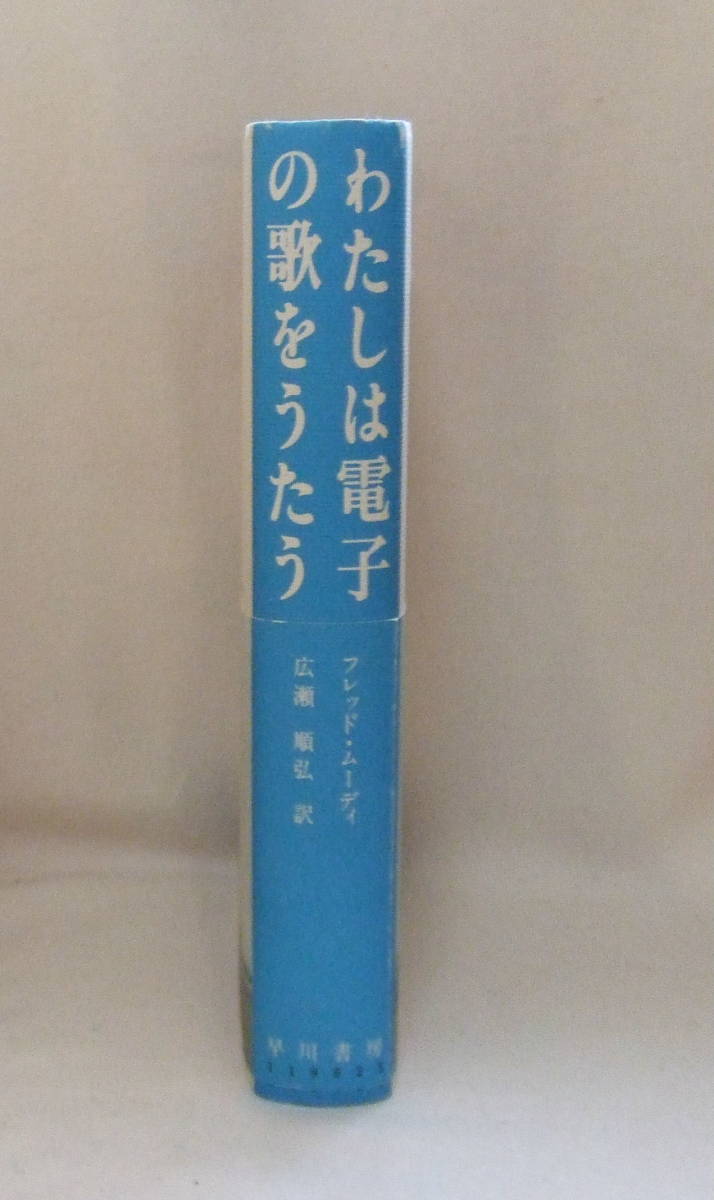 わたしは電子
の歌をうたう
フレッド・ムーディ
広瀬 順弘 訳
早川書房